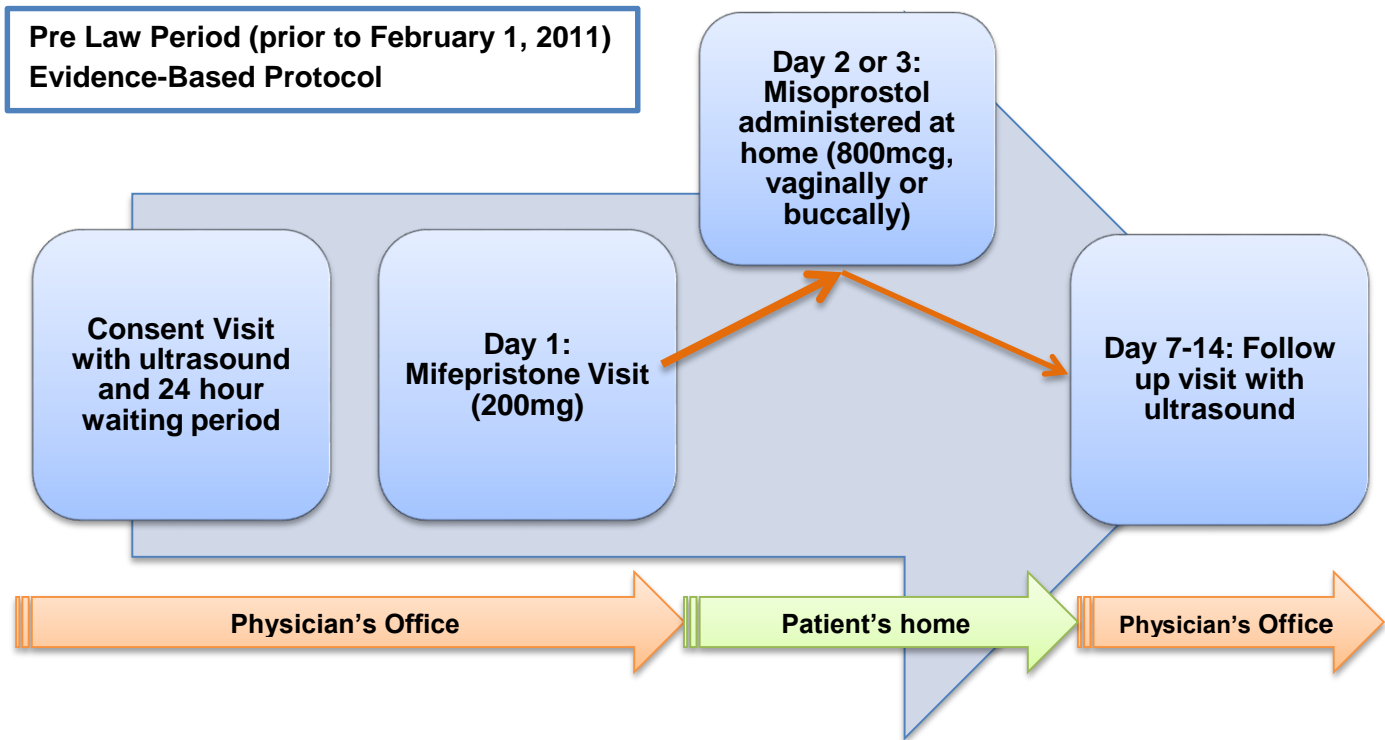 Pre Law Period (prior to February 1, 2011)
Evidence-Based Protocol
Day 2 or 3:
Misoprostol
administered at
home (800mcg,
vaginally or
buccally)
Consent Visit
with ultrasound
and 24 hour
waiting period
Day 1:
Mifepristone Visit
(200mg)
Day 7-14: Follow
up visit with
ultrasound
Physician’s Office
Patient’s home
Physician’s Office